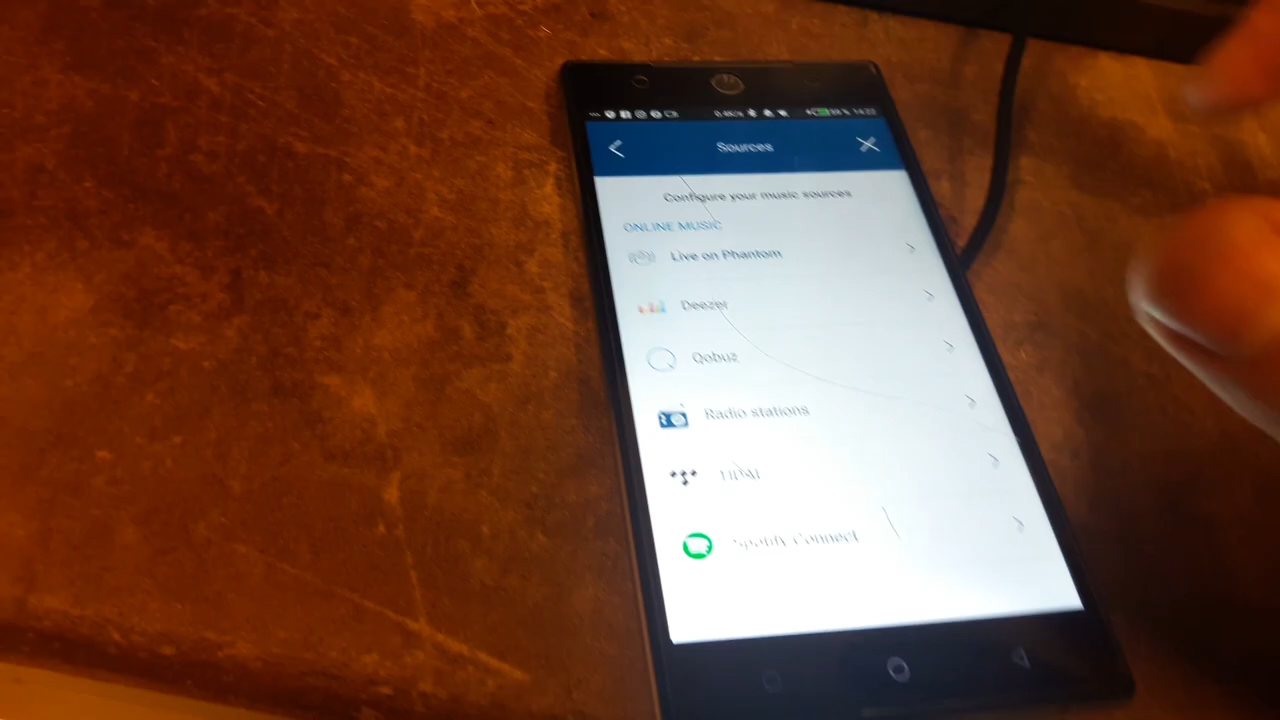 Sources
Configure your music sources
ONLINE MUSIC
Live on Phantom
Deezer
Qobuz
Radio stations
TIDAL
Spotify Connect